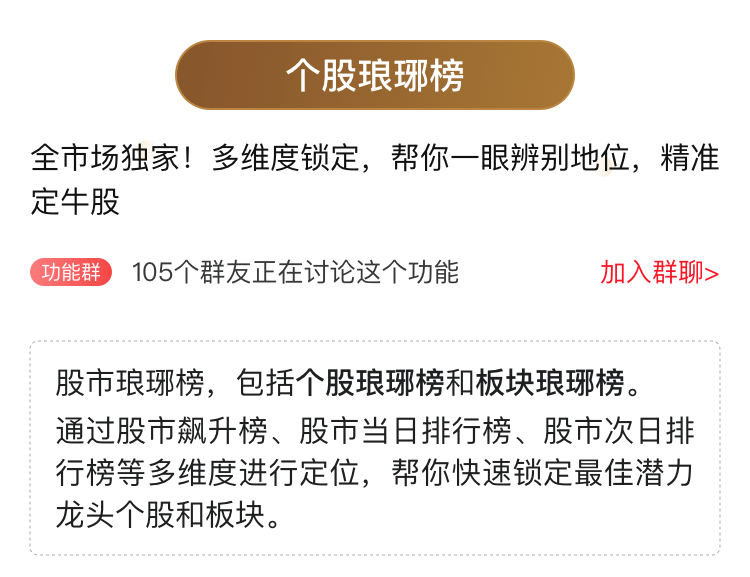 个股琅琊榜
全市场独家！多维度锁定，帮你一眼辨别地位，精准
定牛股
功能群 105个群友正在讨论这个功能 加入群聊>
股市琅琊榜，包括个股琅琊榜和板块琅琊榜。
通过股市飙升榜、股市当日排行榜、股市次日排
行榜等多维度进行定位，帮你快速锁定最佳潜力
龙头个股和板块。